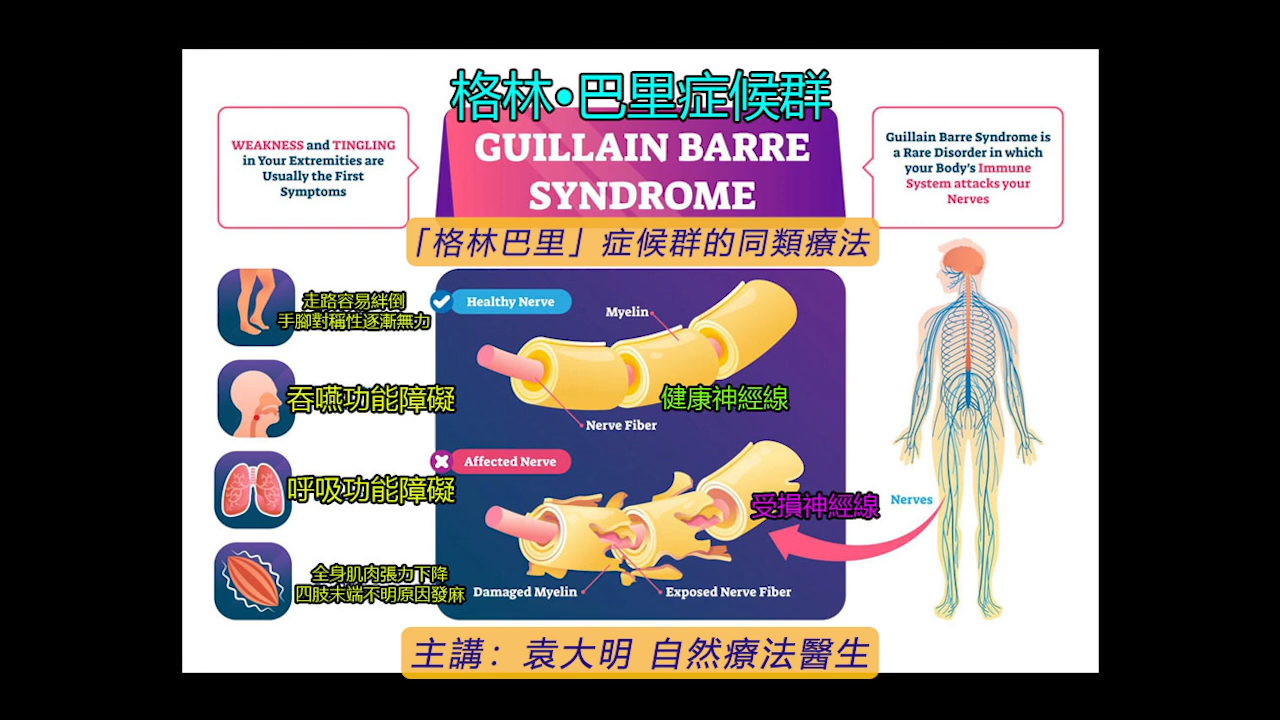 格林•巴里症候群
GUILLAIN BARRE
SYNDROME
「格林巴里」症候群的同類療法
WEAKNESS and TINGLING
in Your Extremities are
Usually the First
Symptoms
Guillain Barre Syndrome is
a Rare Disorder in which
your Body's Immune
System attacks your
Nerves
走路容易絆倒
手腳對稱性逐漸無力
吞嚥功能障礙
呼吸功能障礙
全身肌肉張力下降
四肢末端不明原因發麻
Healthy Nerve
Myelin
健康神經線
Nerve Fiber
Affected Nerve
受損神經線
Nerves
Damaged Myelin
Exposed Nerve Fiber
主講：袁大明 自然療法醫生